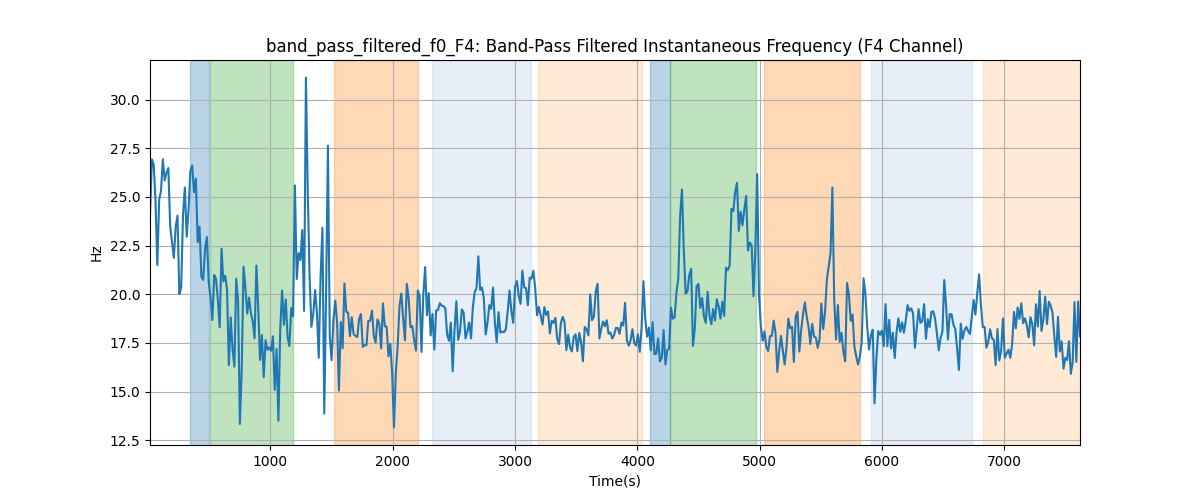 band_pass_filtered_f0_F4: Band-Pass Filtered Instantaneous Frequency (F4 Channel)
30.0
27.5
25.0
22.5
20.0
17.5
15.0
12.5
Hz
1000 2000 3000 4000 5000 6000 7000
Time(s)